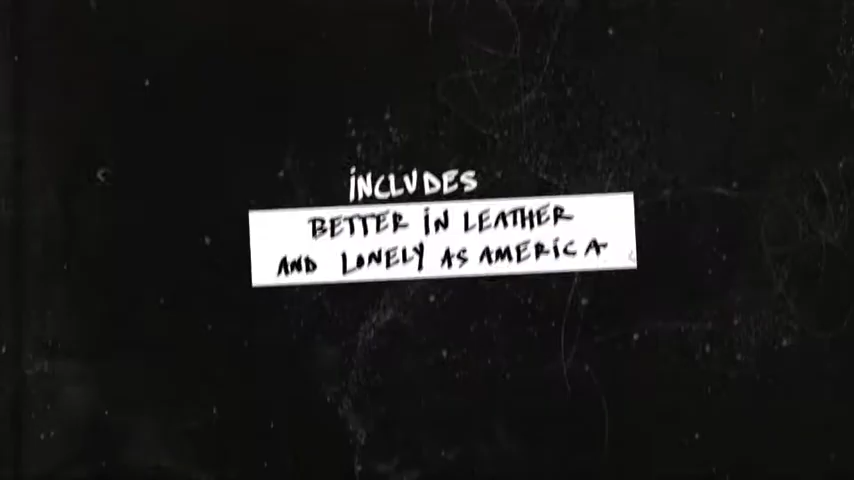 INCLUDES
BETTER IN LEATHER
AND LONELY AS AMERICA